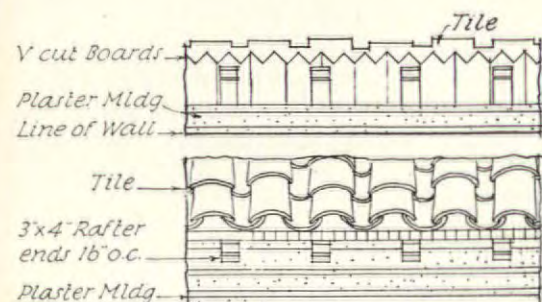 Tile
V cut Boards
Plaster Mldg
Line of Wall
Tile
3"x4" Rafter
ends 16" o.c.
Plaster Mldg